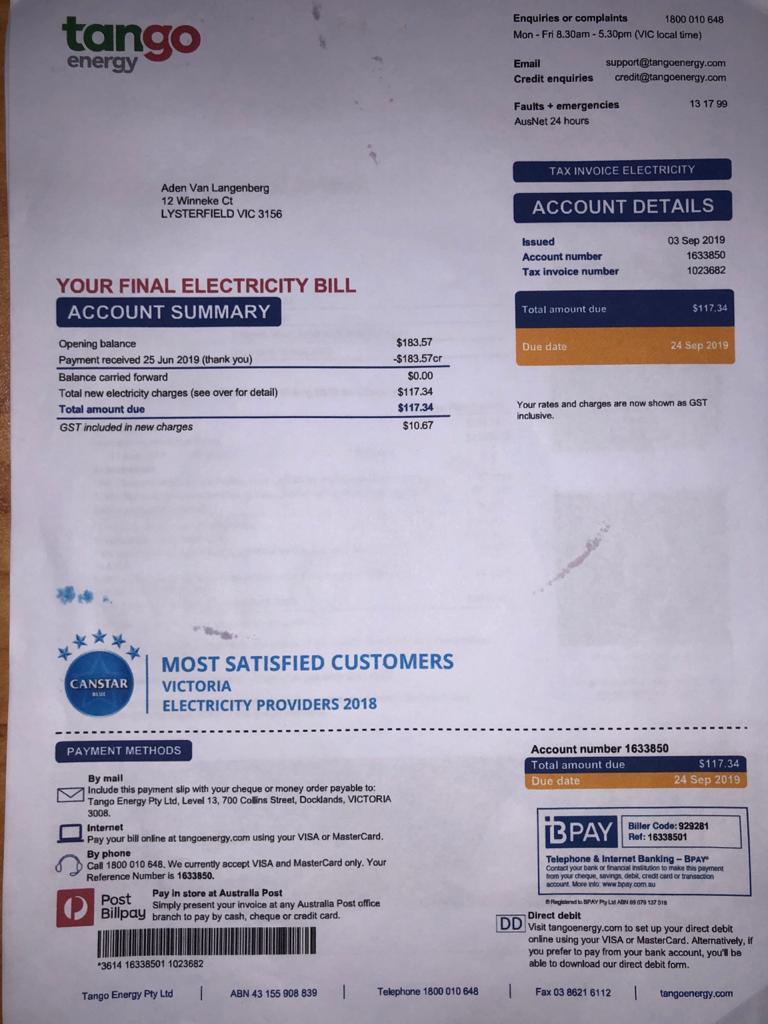 tango
energy
Enquiries or complaints 1800 010 648
Mon - Fri 8.30am - 5.30pm (VIC local time)
Email support@tangoenergy.com
Credit enquiries credit@tangoenergy.com
Faults + emergencies 13 17 99
AusNet 24 hours
Aden Van Langenberg
12 Winneke Ct
LYSTERFIELD VIC 3156
TAX INVOICE ELECTRICITY
ACCOUNT DETAILS
Issued 03 Sep 2019
Account number 1633850
Tax invoice number 1023682
Total amount due $117.34
Due date 24 Sep 2019
Your rates and charges are now shown as GST
inclusive.
YOUR FINAL ELECTRICITY BILL
ACCOUNT SUMMARY
Opening balance $183.57
Payment received 25 Jun 2019 (thank you) -$183.57cr
Balance carried forward $0.00
Total new electricity charges (see over for detail) $117.34
Total amount due $117.34
GST included in new charges $10.67
CANSTAR
BLUE
MOST SATISFIED CUSTOMERS
VICTORIA
ELECTRICITY PROVIDERS 2018
PAYMENT METHODS
By mail
Include this payment slip with your cheque or money order payable to:
Tango Energy Pty Ltd, Level 13, 700 Collins Street, Docklands, VICTORIA
3008.
Internet
Pay your bill online at tangoenergy.com using your VISA or MasterCard.
By phone
Call 1800 010 648. We currently accept VISA and MasterCard only. Your
Reference Number is 1633850.
Post
Billpay
Pay in store at Australia Post
Simply present your invoice at any Australia Post office
branch to pay by cash, cheque or credit card.
*3614 16338501 1023682
Account number 1633850
Total amount due $117.34
Due date 24 Sep 2019
BPAY
Biller Code: 929281
Ref: 16338501
Telephone & Internet Banking – BPAY®
Contact your bank or financial institution to make this payment
from your cheque, savings, debit, credit card or transaction
account. More info: www.bpay.com.au
® Registered to BPAY Pty Ltd ABN 69 079 137 518
DD
Direct debit
Visit tangoenergy.com to set up your direct debit
online using your VISA or MasterCard. Alternatively, if
you prefer to pay from your bank account, you'll be
able to download our direct debit form.
Tango Energy Pty Ltd | ABN 43 155 908 839 | Telephone 1800 010 648 | Fax 03 8621 6112 | tangoenergy.com